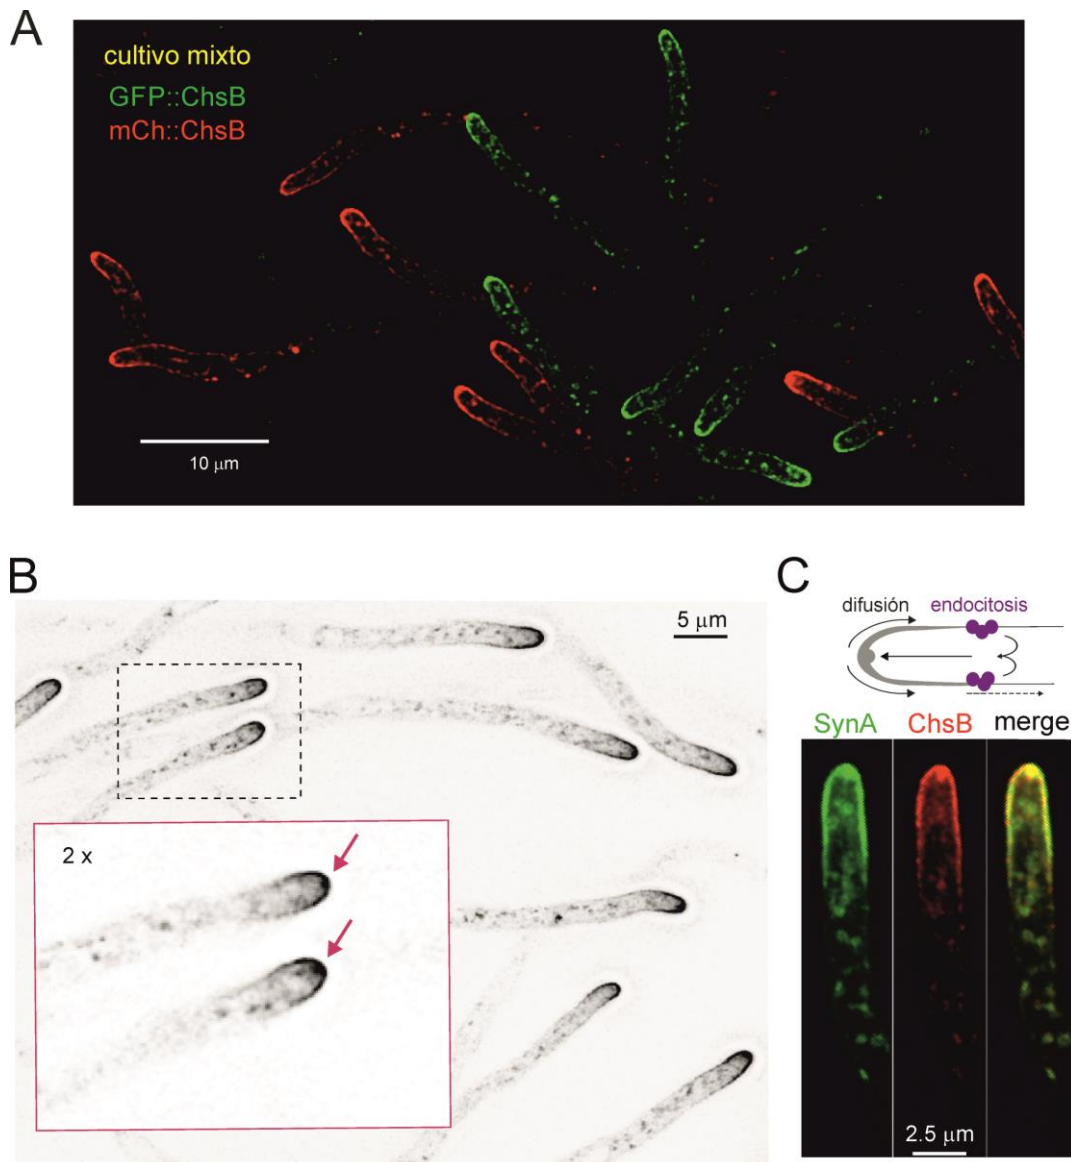 A
cultivo mixto
GFP::ChsB
mCh::ChsB
10 μm
B
5 μm
2 x
C
difusión endocitosis
SynA ChsB merge
2.5 μm